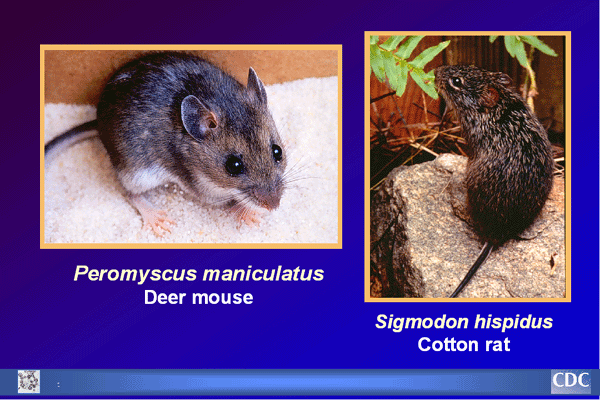 Peromyscus maniculatus
Deer mouse
Sigmodon hispidus
Cotton rat
CDC